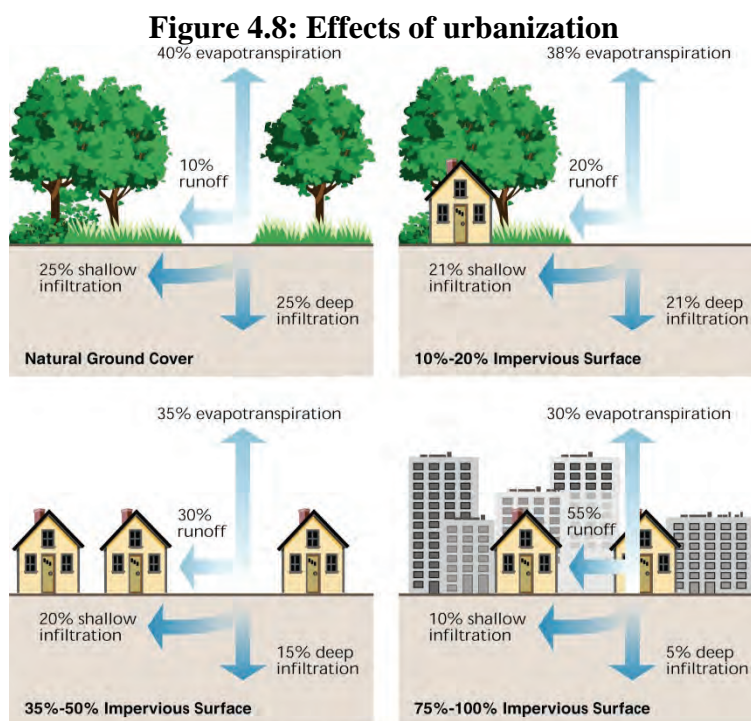 Figure 4.8: Effects of urbanization
40% evapotranspiration
10%
runoff
25% shallow
infiltration
25% deep
infiltration
Natural Ground Cover
38% evapotranspiration
20%
runoff
21% shallow
infiltration
21% deep
infiltration
10%-20% Impervious Surface
35% evapotranspiration
30%
runoff
20% shallow
infiltration
15% deep
infiltration
35%-50% Impervious Surface
30% evapotranspiration
55%
runoff
10% shallow
infiltration
5% deep
infiltration
75%-100% Impervious Surface